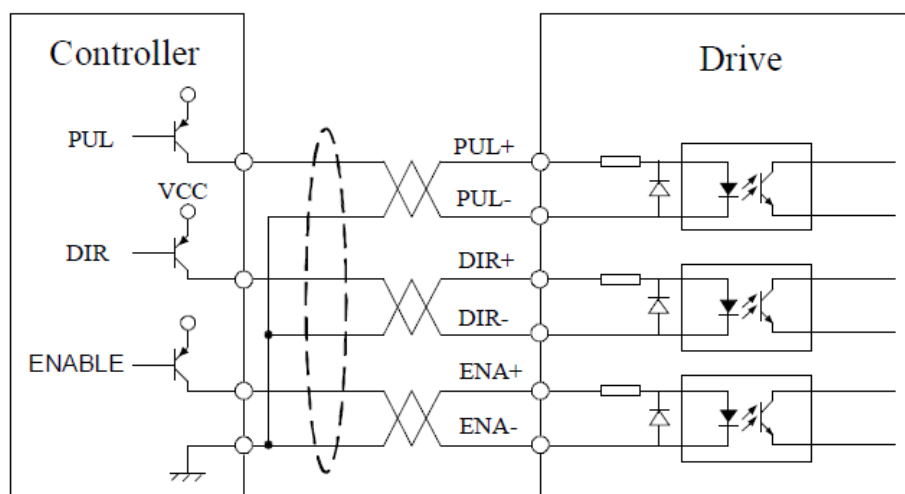 Controller
Drive
PUL
PUL+
PUL-
VCC
DIR
DIR+
DIR-
ENABLE
ENA+
ENA-